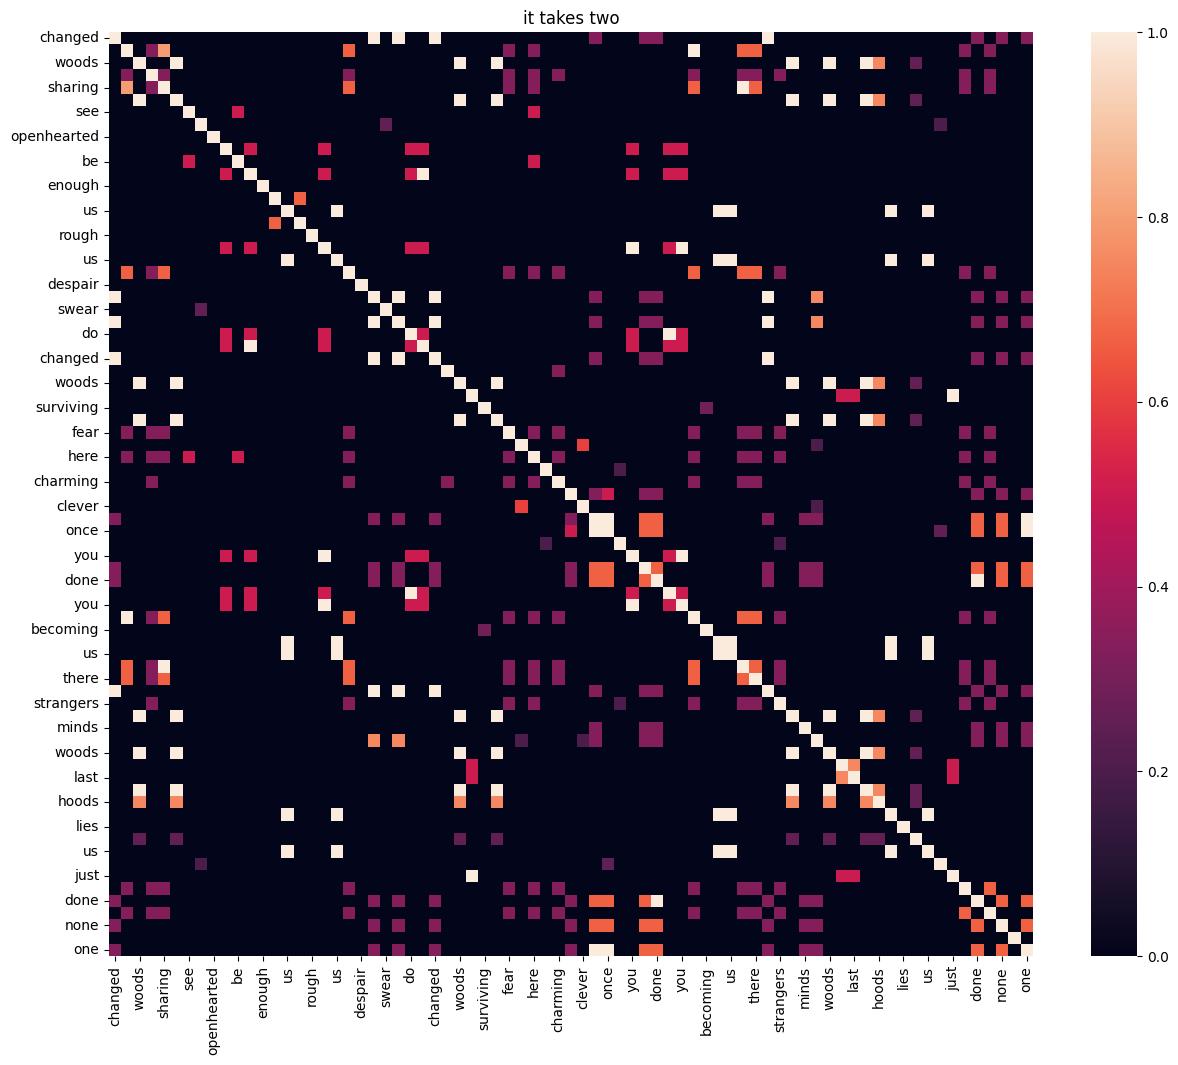 it takes two
changed
woods
sharing
see
openhearted
be
enough
us
rough
us
despair
swear
do
changed
woods
surviving
fear
here
charming
clever
once
you
done
you
becoming
us
there
strangers
minds
woods
last
hoods
lies
us
just
done
none
one
changed
woods
sharing
see
openhearted
be
enough
us
rough
us
despair
swear
do
changed
woods
surviving
fear
here
charming
clever
once
you
done
you
becoming
us
there
strangers
minds
woods
last
hoods
lies
us
just
done
none
one
1.0
0.8
0.6
0.4
0.2
0.0